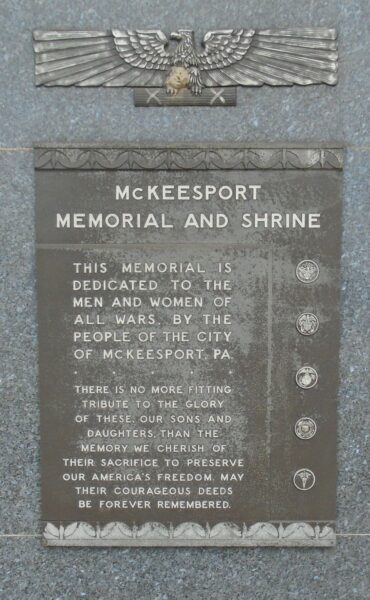 McKEESPORT
MEMORIAL AND SHRINE
THIS MEMORIAL IS
DEDICATED TO THE
MEN AND WOMEN OF
ALL WARS, BY THE
PEOPLE OF THE CITY
OF MCKEESPORT, PA.
THERE IS NO MORE FITTING
TRIBUTE TO THE GLORY
OF THESE, OUR SONS AND
DAUGHTERS, THAN THE
MEMORY WE CHERISH OF
THEIR SACRIFICE TO PRESERVE
OUR AMERICA'S FREEDOM. MAY
THEIR COURAGEOUS DEEDS
BE FOREVER REMEMBERED.